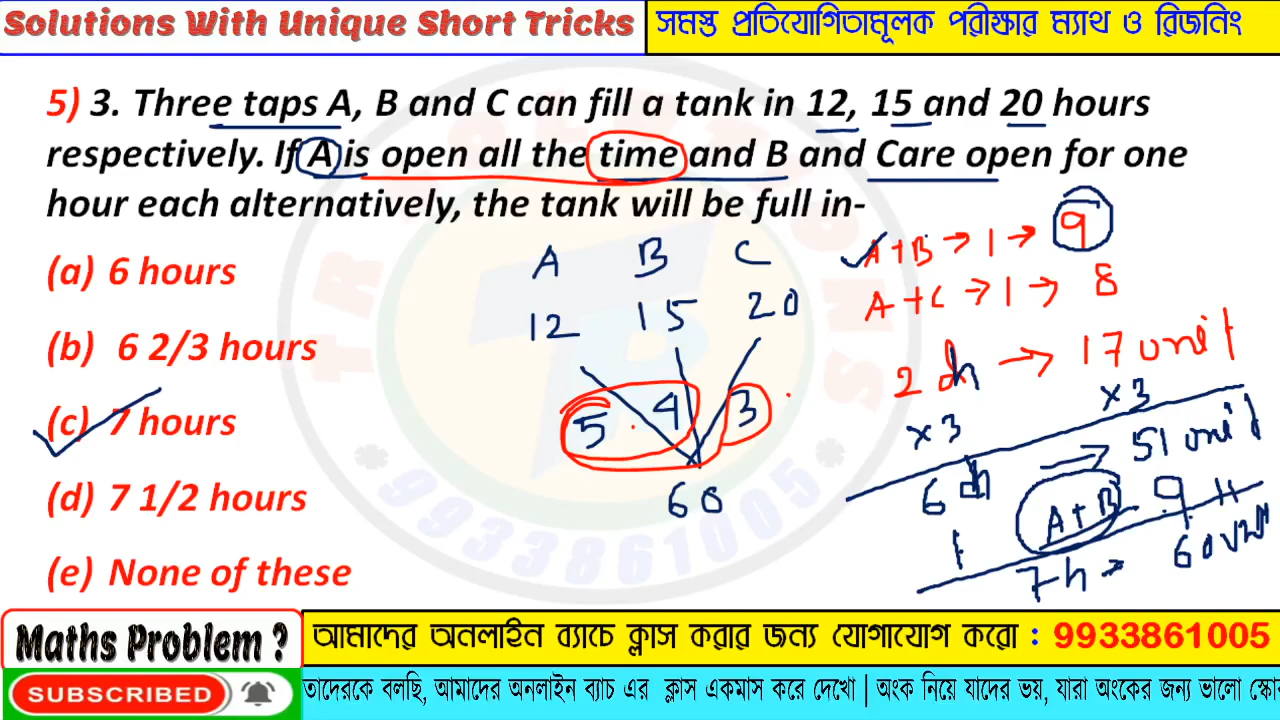 Solutions With Unique Short Tricks
সমস্ত প্রতিযোগিতামূলক পরীক্ষার ম্যাথ ও রিজনিং
5) 3. Three taps A, B and C can fill a tank in 12, 15 and 20 hours
respectively. If A is open all the time and B and Care open for one
hour each alternatively, the tank will be full in-
(a) 6 hours
(b) 6 2/3 hours
(c) 7 hours
(d) 7 1/2 hours
(e) None of these
A B C
12 15 20
5 4 3
60
A+B → 1 → 9
A+C → 1 → 8
2 h → 17 unit
×3 ×3
6 h → 51 unit
1 A+B 9 "
7h → 60 unit
9933861005
Maths Problem ?
আমাদের অনলাইন ব্যাচে ক্লাস করার জন্য যোগাযোগ করো : 9933861005
SUBSCRIBED
তাদেরকে বলছি, আমাদের অনলাইন ব্যাচ এর ক্লাস একমাস করে দেখো | অংক নিয়ে যাদের ভয়, যারা অংকের জন্য ভালো স্কো